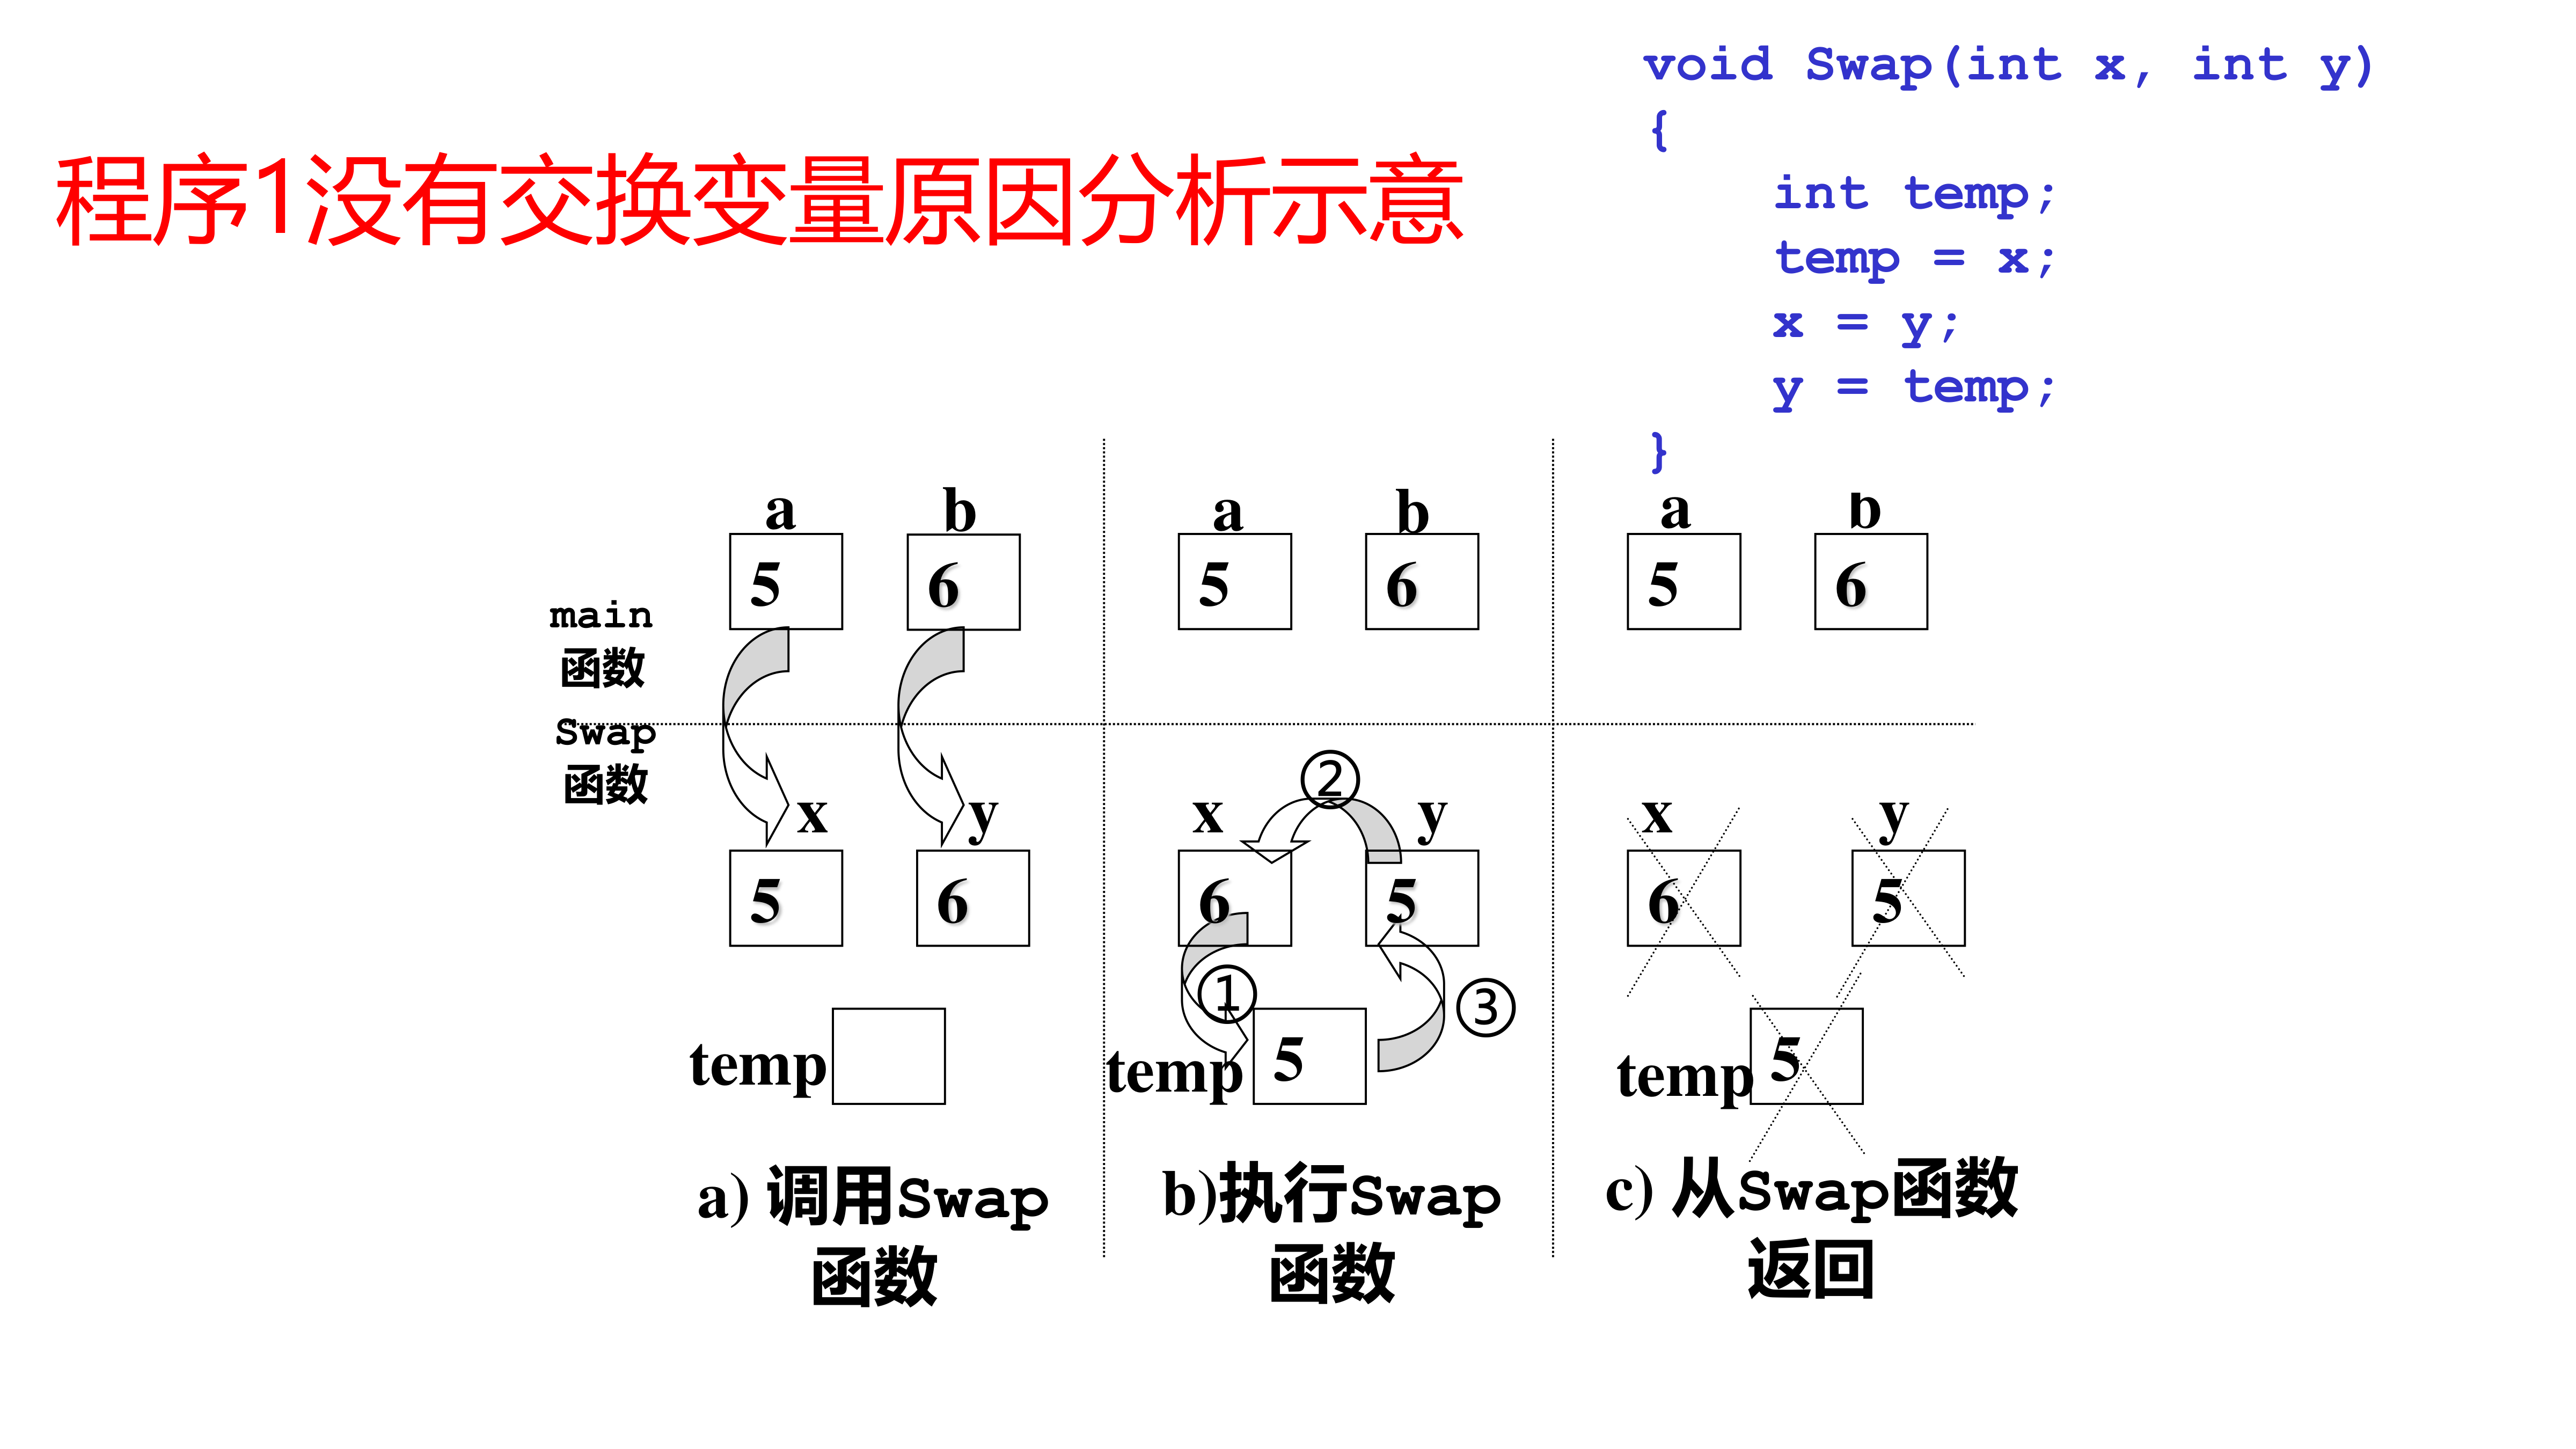 void Swap(int x, int y)
{
int temp;
temp = x;
x = y;
y = temp;
}
程序1没有交换变量原因分析示意
a b a b a b
5 6 5 6 5 6
main
函数
Swap
函数
②
x y x y x y
5 6 6 5 6 5
① ③
temp temp 5 temp 5
a) 调用Swap
函数
b)执行Swap
函数
c) 从Swap函数
返回